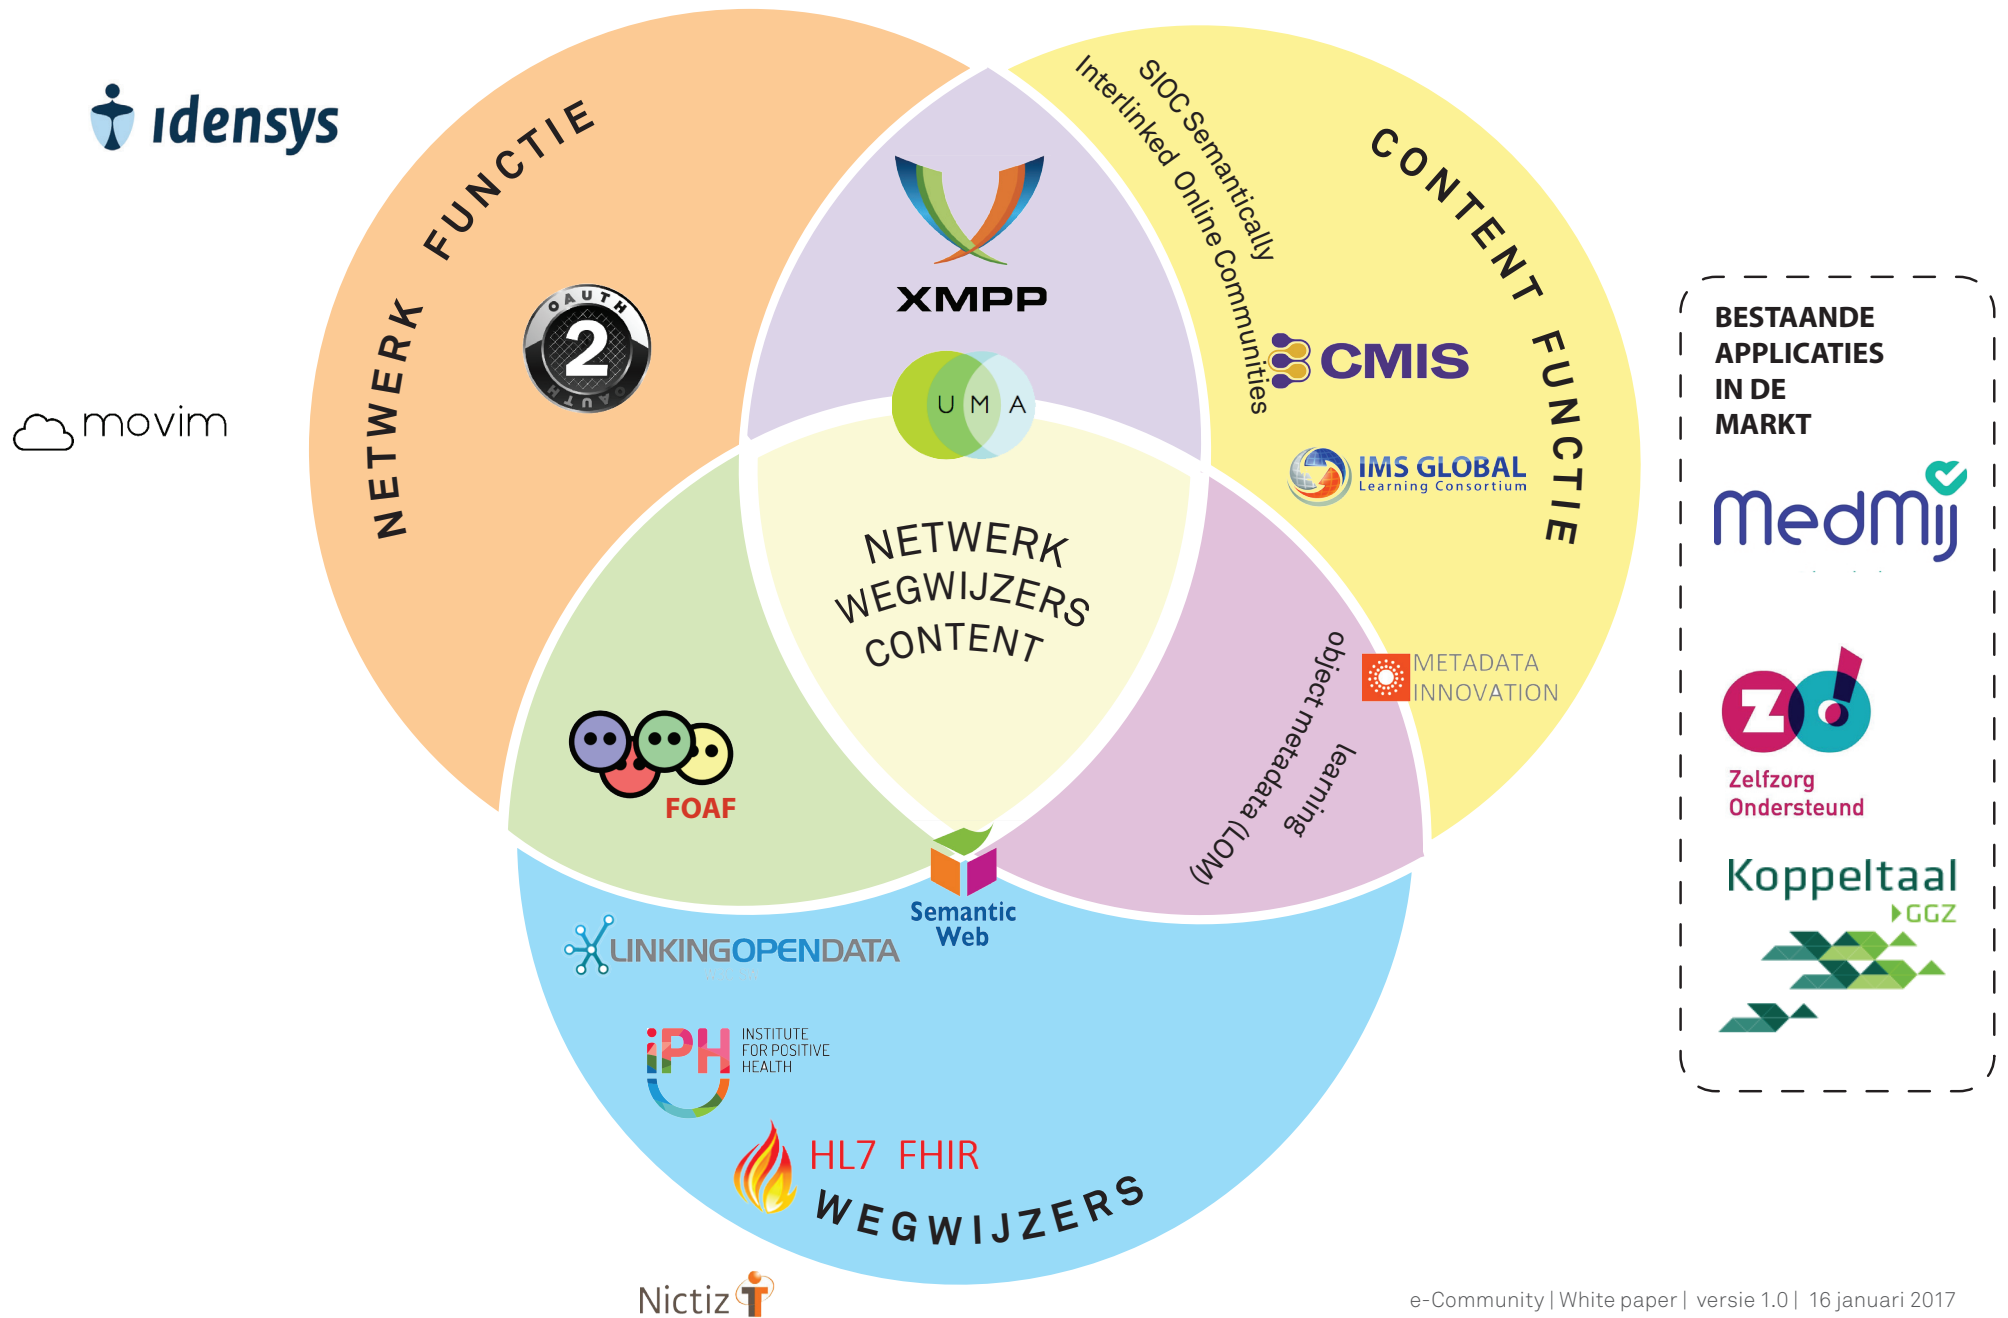 idensys
movim
NETWERK FUNCTIE
OAUTH
2
OAUTH
XMPP
UMA
SIOC Semantically
Interlinked Online Communities
CONTENT FUNCTIE
CMIS
IMS GLOBAL
Learning Consortium
NETWERK
WEGWIJZERS
CONTENT
FOAF
learning
object metadata (LOM)
METADATA
INNOVATION
Semantic
Web
LINKINGOPENDATA
iPH
INSTITUTE
FOR POSITIVE
HEALTH
HL7 FHIR
WEGWIJZERS
Nictiz
BESTAANDE
APPLICATIES
IN DE
MARKT
MedMij
zo!
Zelfzorg
Ondersteund
Koppeltaal
GGZ
e-Community | White paper | versie 1.0 | 16 januari 2017